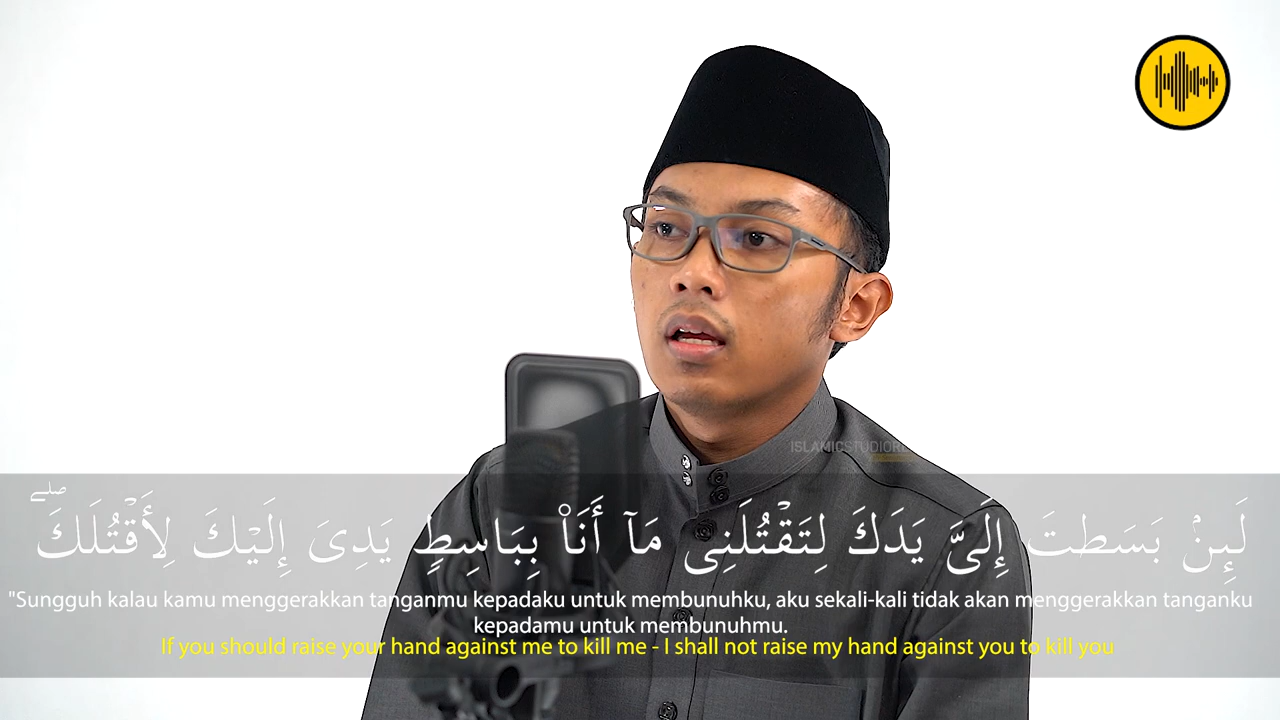 ISLAMICSTUDIO
لَئِنۢ بَسَطتَ إِلَىَّ يَدَكَ لِتَقْتُلَنِى مَآ أَنَا۠ بِبَاسِطٍ يَدِىَ إِلَيْكَ لِأَقْتُلَكَ ۖ
"Sungguh kalau kamu menggerakkan tanganmu kepadaku untuk membunuhku, aku sekali-kali tidak akan menggerakkan tanganku
kepadamu untuk membunuhmu.
If you should raise your hand against me to kill me - I shall not raise my hand against you to kill you